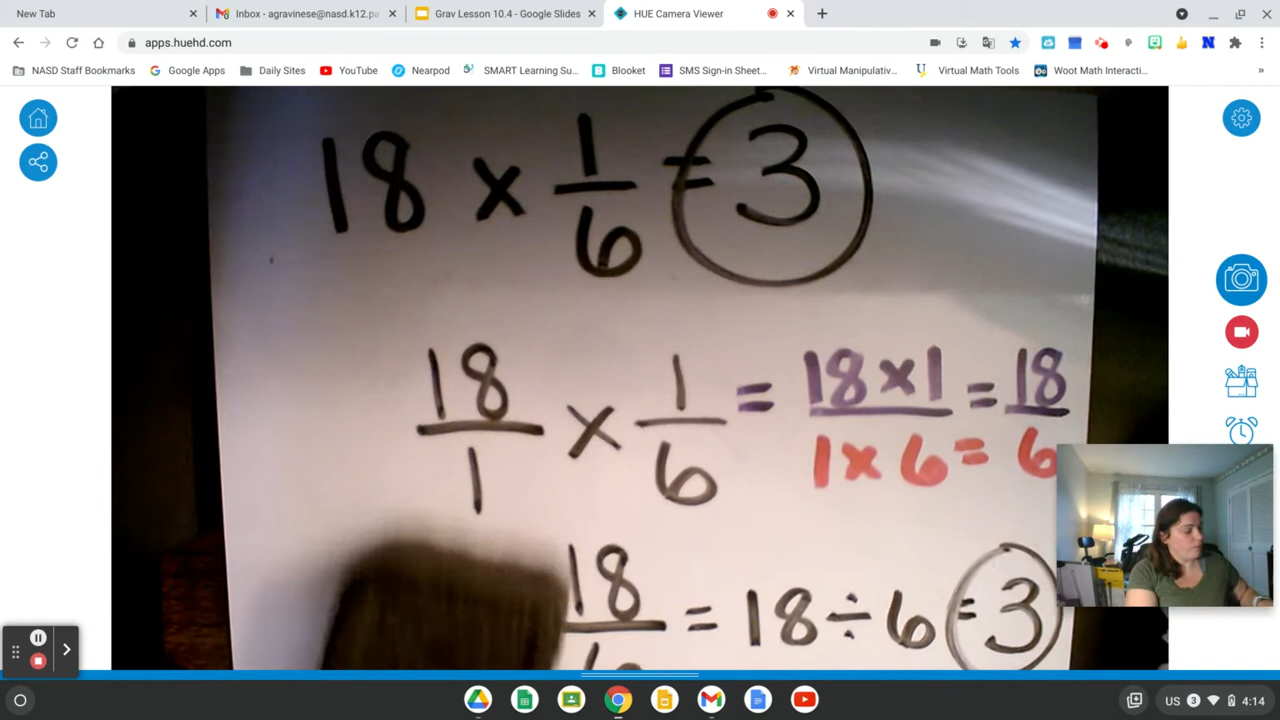 New Tab
Inbox - agravinese@nasd.k12.pa
Grav Lesson 10.4 - Google Slides
HUE Camera Viewer
apps.huehd.com
NASD Staff Bookmarks
Google Apps
Daily Sites
YouTube
Nearpod
SMART Learning Su...
Blooket
SMS Sign-in Sheet...
Virtual Manipulativ...
Virtual Math Tools
Woot Math Interacti...
»
18 × 1/6 = 3
18/1 × 1/6 = 18×1/1×6 = 18/6
18/6 = 18 ÷ 6 = 3
US 3 4:14